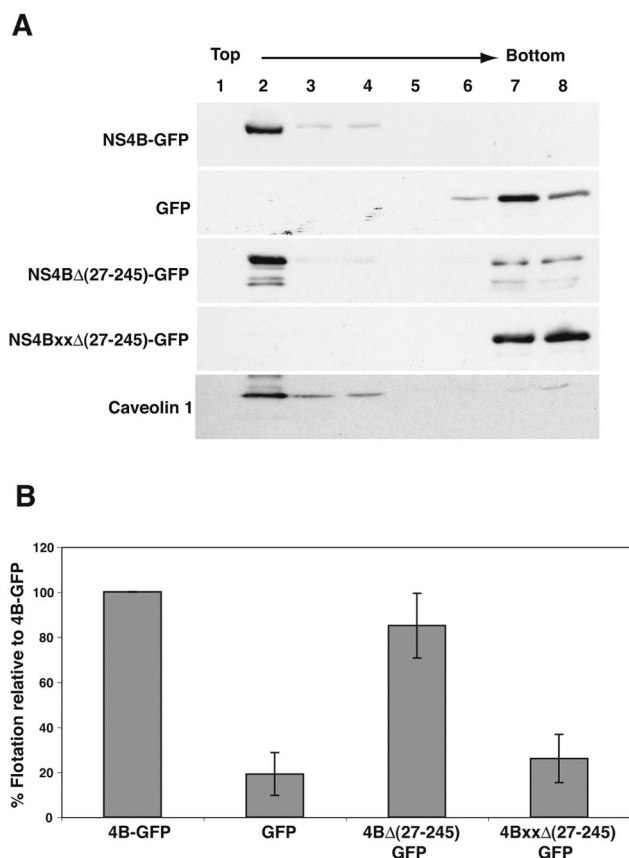 A
Top Bottom
1 2 3 4 5 6 7 8
NS4B-GFP
GFP
NS4BΔ(27-245)-GFP
NS4BxxΔ(27-245)-GFP
Caveolin 1
B
% Flotation relative to 4B-GFP
120
100
80
60
40
20
0
4B-GFP GFP 4BΔ(27-245) 4BxxΔ(27-245)
GFP GFP